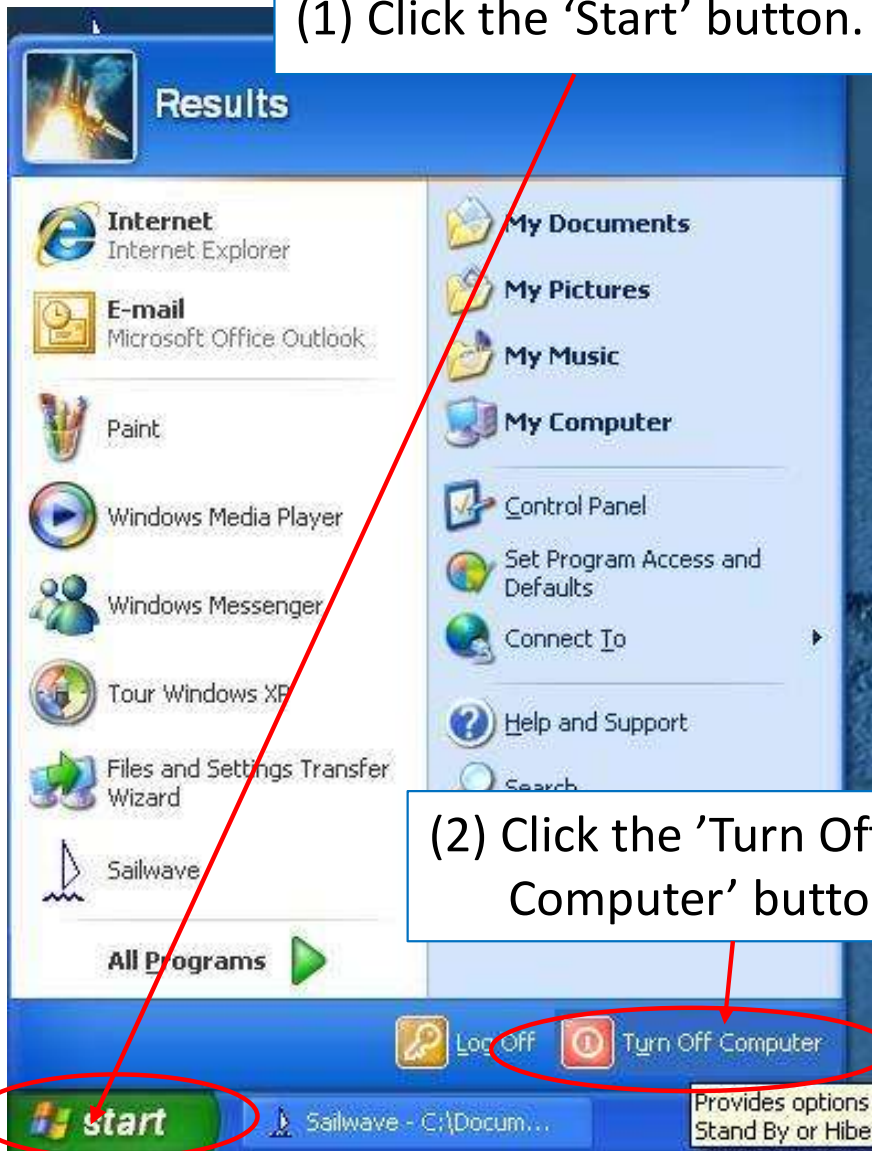 (1) Click the ‘Start’ button.
Results
Internet
Internet Explorer
E-mail
Microsoft Office Outlook
Paint
Windows Media Player
Windows Messenger
Tour Windows XP
Files and Settings Transfer
Wizard
Sailwave
All Programs
My Documents
My Pictures
My Music
My Computer
Control Panel
Set Program Access and
Defaults
Connect To
Help and Support
Search
(2) Click the ’Turn Of
Computer’ butto
Log Off
Turn Off Computer
start
Sailwave - C:\Docum...
Provides options
Stand By or Hibe